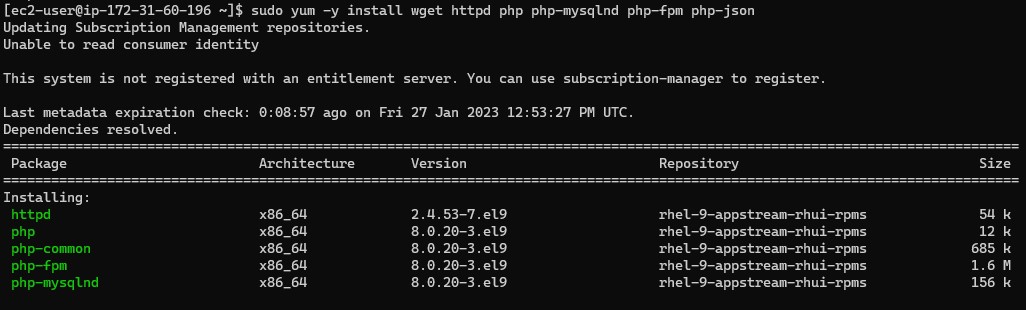 [ec2-user@ip-172-31-60-196 ~]$ sudo yum -y install wget httpd php php-mysqlnd php-fpm php-json
Updating Subscription Management repositories.
Unable to read consumer identity
This system is not registered with an entitlement server. You can use subscription-manager to register.
Last metadata expiration check: 0:08:57 ago on Fri 27 Jan 2023 12:53:27 PM UTC.
Dependencies resolved.
================================================================================================================================
Package Architecture Version Repository Size
================================================================================================================================
Installing:
httpd x86_64 2.4.53-7.el9 rhel-9-appstream-rhui-rpms 54 k
php x86_64 8.0.20-3.el9 rhel-9-appstream-rhui-rpms 12 k
php-common x86_64 8.0.20-3.el9 rhel-9-appstream-rhui-rpms 685 k
php-fpm x86_64 8.0.20-3.el9 rhel-9-appstream-rhui-rpms 1.6 M
php-mysqlnd x86_64 8.0.20-3.el9 rhel-9-appstream-rhui-rpms 156 k